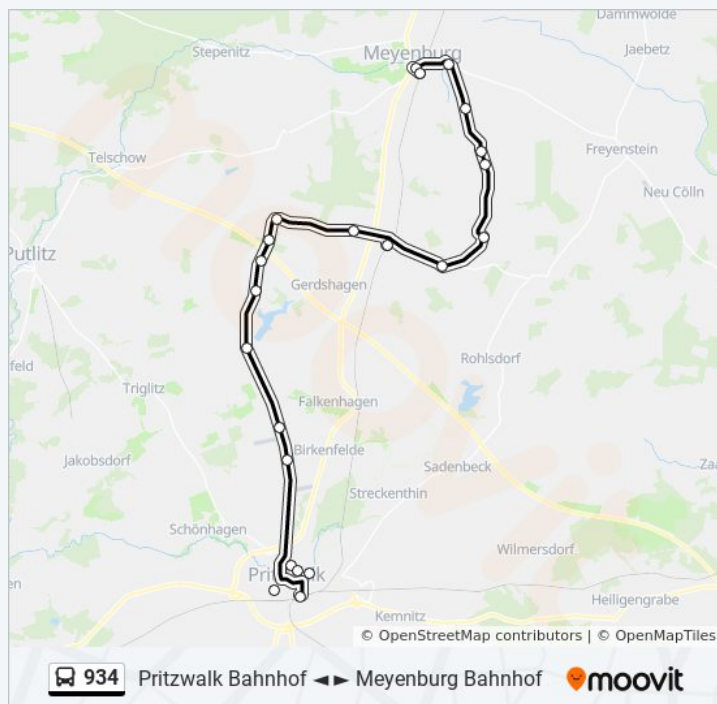 Dammwolde
Meyenburg
Stepenitz
Jaebetz
Telschow
Freyenstein
Neu Cölln
Putlitz
Gerdshagen
Rohlsdorf
Triglitz
Falkenhagen
Birkenfelde
Jakobsdorf
Sadenbeck
Streckenthin
Schönhagen
Wilmersdorf
Pritzwalk
Heiligengrabe
Kemnitz
© OpenStreetMap contributors | © OpenMapTiles
934 Pritzwalk Bahnhof ◄► Meyenburg Bahnhof moovit